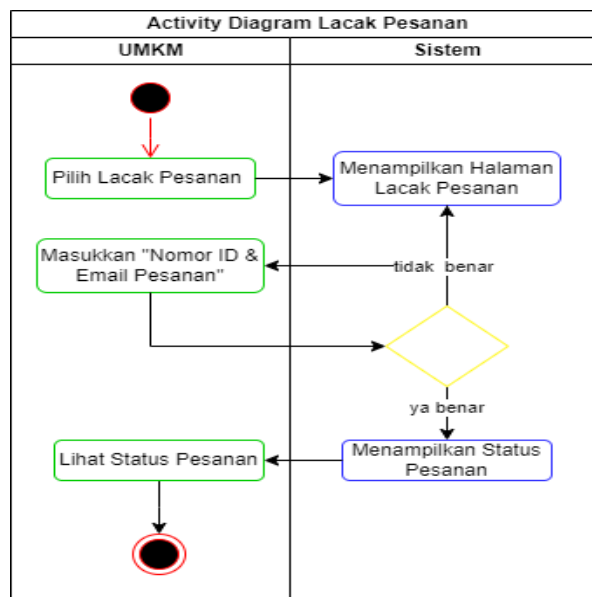 Activity Diagram Lacak Pesanan
UMKM
Sistem
Pilih Lacak Pesanan
Menampilkan Halaman
Lacak Pesanan
Masukkan "Nomor ID &
Email Pesanan"
tidak benar
ya benar
Menampilkan Status
Pesanan
Lihat Status Pesanan